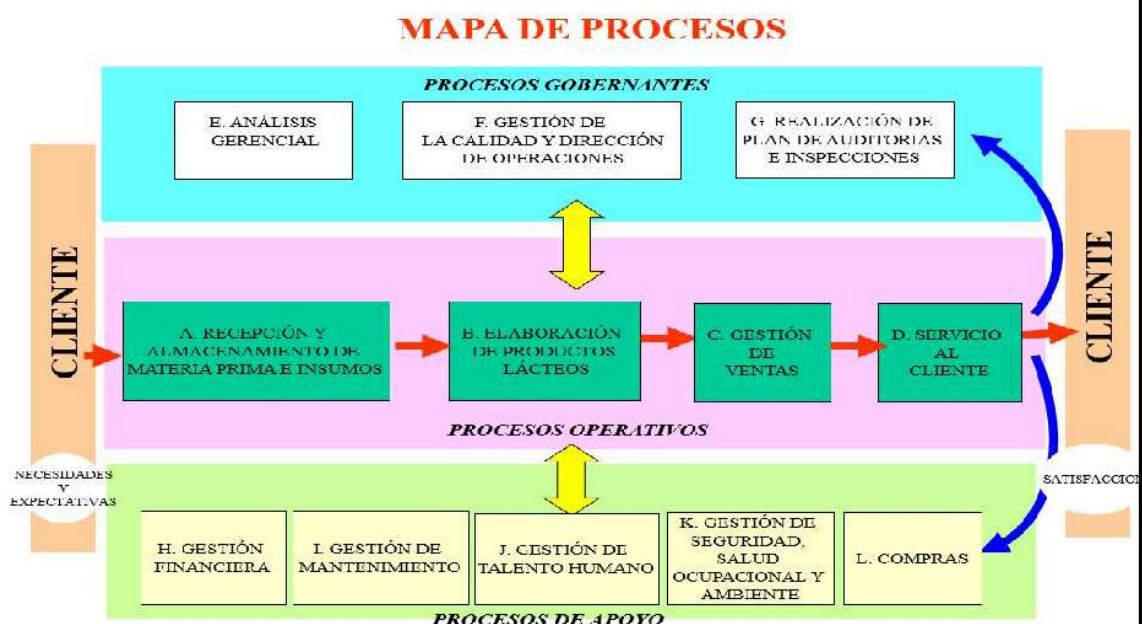 MAPA DE PROCESOS
PROCESOS GOBERNANTES
E. ANÁLISIS
GERENCIAL
F. GESTIÓN DE
LA CALIDAD Y DIRECCIÓN
DE OPERACIONES
G. REALIZACIÓN DE
PLAN DE AUDITORIAS
E INSPECCIONES
CLIENTE
A. RECEPCIÓN Y
ALMACENAMIENTO DE
MATERIA PRIMA E INSUMOS
B. ELABORACIÓN
DE PRODUCTOS
LÁCTEOS
C. GESTIÓN
DE
VENTAS
D. SERVICIO
AL
CLIENTE
CLIENTE
PROCESOS OPERATIVOS
NECESIDADES
Y
EXPECTATIVAS
SATISFACCION
H. GESTIÓN
FINANCIERA
I. GESTIÓN DE
MANTENIMIENTO
J. GESTIÓN DE
TALENTO HUMANO
K. GESTIÓN DE
SEGURIDAD,
SALUD
OCUPACIONAL Y
AMBIENTE
L. COMPRAS
PROCESOS DE APOYO